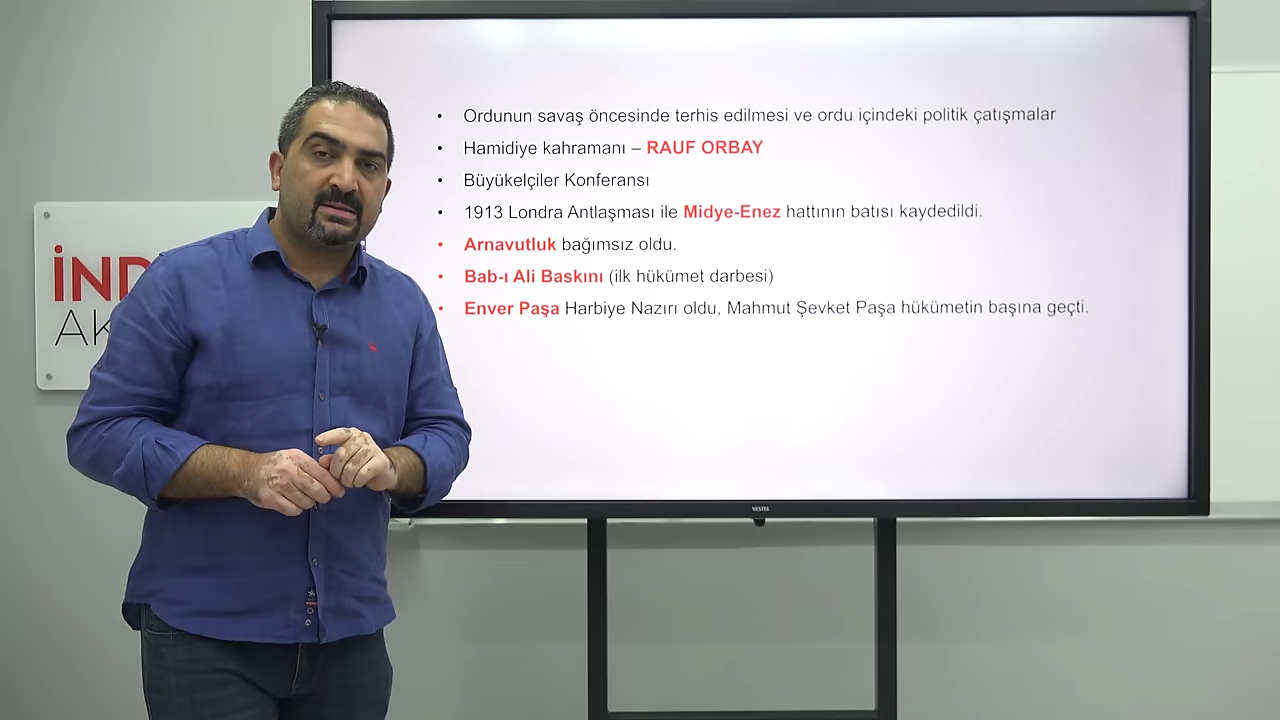 • Ordunun savaş öncesinde terhis edilmesi ve ordu içindeki politik çatışmalar
• Hamidiye kahramanı – RAUF ORBAY
• Büyükelçiler Konferansı
• 1913 Londra Antlaşması ile Midye-Enez hattının batısı kaydedildi.
• Arnavutluk bağımsız oldu.
• Bab-ı Ali Baskını (ilk hükümet darbesi)
• Enver Paşa Harbiye Nazırı oldu, Mahmut Şevket Paşa hükümetin başına geçti.
İND
Ak
VESTEL